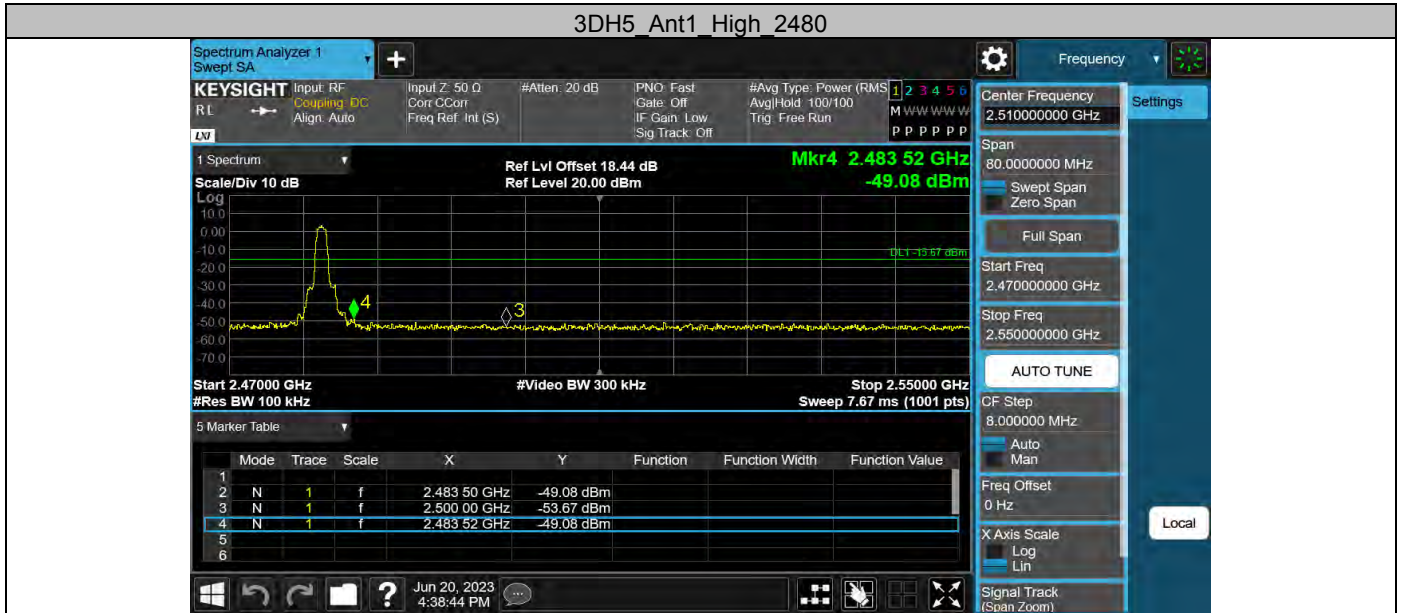 3DH5_Ant1_High_2480
Spectrum Analyzer 1
Swept SA
+
Frequency
KEYSIGHT
RL
LXI
Input: RF
Coupling: DC
Align: Auto
Input Z: 50 Ω
Corr CCorr
Freq Ref: Int (S)
#Atten: 20 dB
PNO: Fast
Gate: Off
IF Gain: Low
Sig Track: Off
#Avg Type: Power (RMS
Avg|Hold: 100/100
Trig: Free Run
1 2 3 4 5 6
M W W W W W
P P P P P P
1 Spectrum
Scale/Div 10 dB
Ref Lvl Offset 18.44 dB
Ref Level 20.00 dBm
Mkr4 2.483 52 GHz
-49.08 dBm
Log
10.0
0.00
-10.0
-20.0
-30.0
-40.0
-50.0
-60.0
-70.0
4
3
Start 2.47000 GHz
#Res BW 100 kHz
#Video BW 300 kHz
Stop 2.55000 GHz
Sweep 7.67 ms (1001 pts)
5 Marker Table
Mode Trace Scale X Y Function Function Width Function Value
1
2 N 1 f 2.483 50 GHz -49.08 dBm
3 N 1 f 2.500 00 GHz -53.67 dBm
4 N 1 f 2.483 52 GHz -49.08 dBm
5
6
?
Jun 20, 2023
4:38:44 PM
Center Frequency
2.510000000 GHz
Settings
Span
80.0000000 MHz
Swept Span
Zero Span
Full Span
Start Freq
2.470000000 GHz
Stop Freq
2.550000000 GHz
AUTO TUNE
CF Step
8.000000 MHz
Auto
Man
Freq Offset
0 Hz
X Axis Scale
Log
Lin
Local
Signal Track
(Span Zoom)